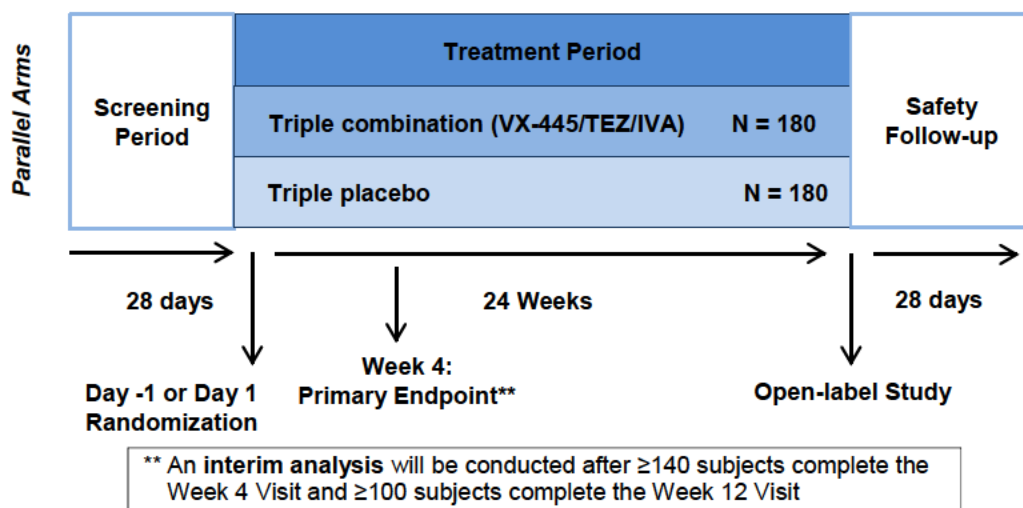 Parallel Arms
Screening
Period
Treatment Period
Triple combination (VX-445/TEZ/IVA) N = 180
Triple placebo N = 180
Safety
Follow-up
28 days
24 Weeks
28 days
Day -1 or Day 1
Randomization
Week 4:
Primary Endpoint**
Open-label Study
** An interim analysis will be conducted after ≥140 subjects complete the
Week 4 Visit and ≥100 subjects complete the Week 12 Visit